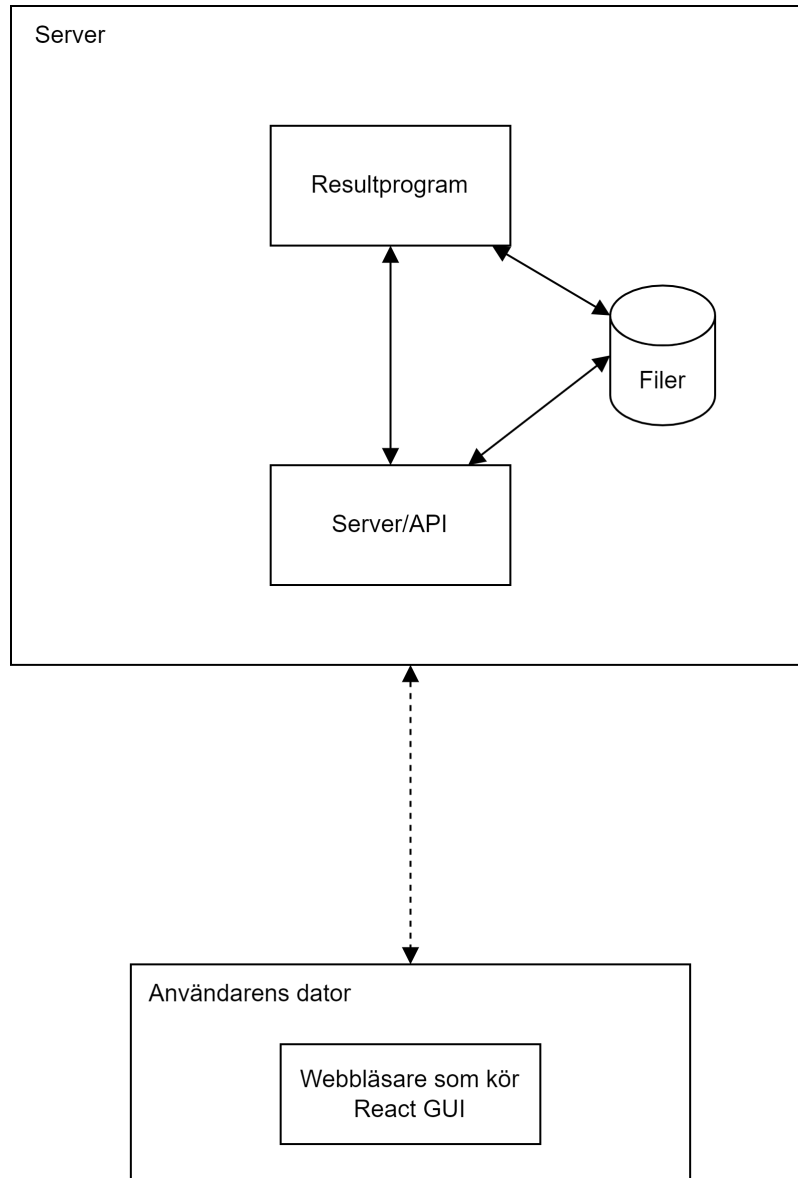 Server
Resultprogram
Filer
Server/API
Användarens dator
Webbläsare som kör
React GUI